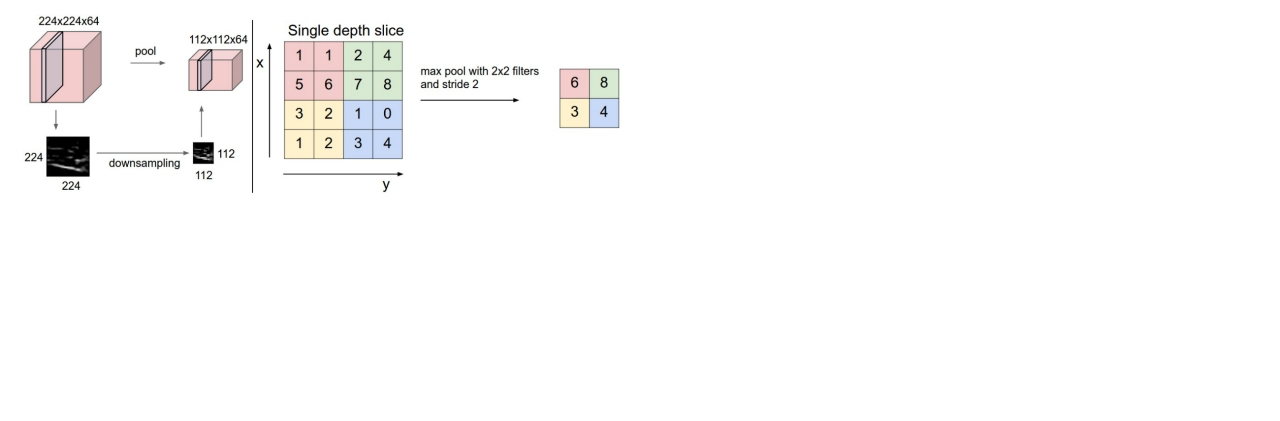 224x224x64
pool
112x112x64
224
224
downsampling
112
112
Single depth slice
x
1 1 2 4
5 6 7 8
3 2 1 0
1 2 3 4
y
max pool with 2x2 filters
and stride 2
6 8
3 4